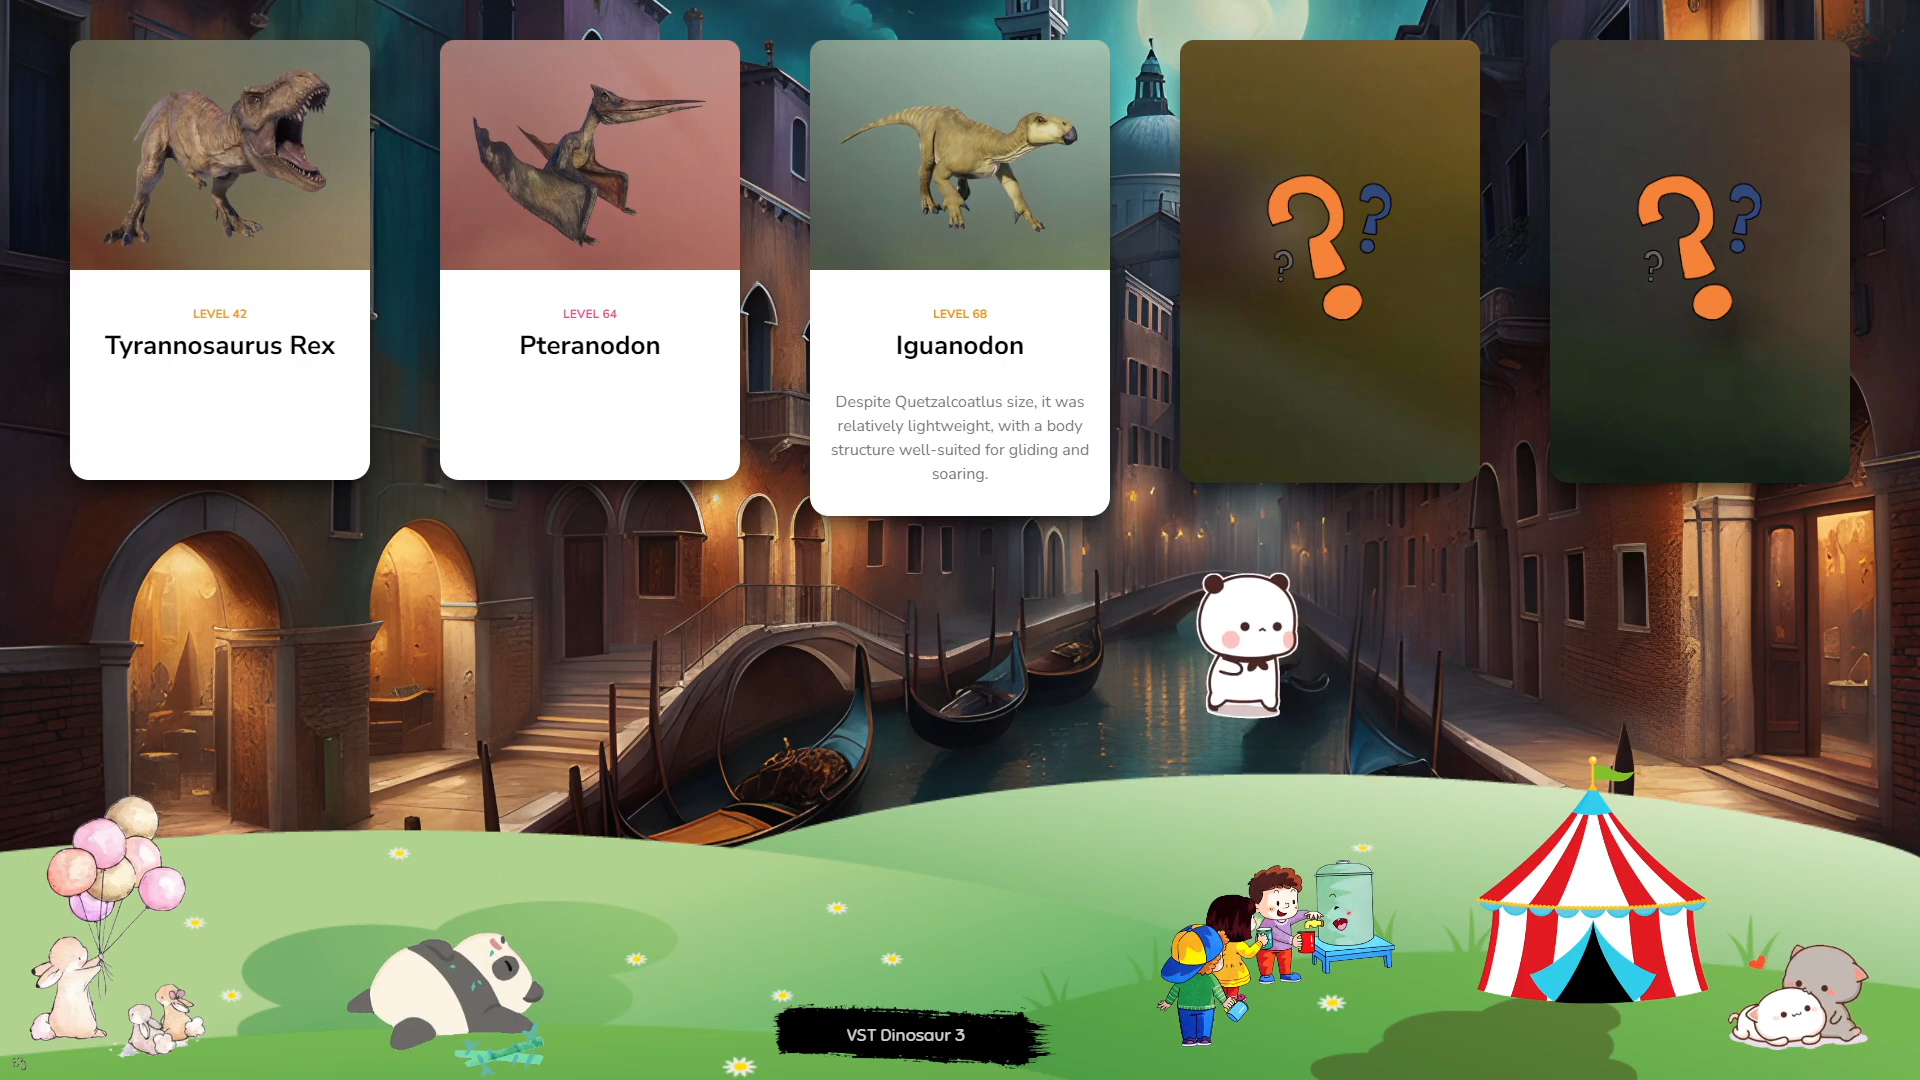 LEVEL 42
Tyrannosaurus Rex
LEVEL 64
Pteranodon
LEVEL 68
Iguanodon
Despite Quetzalcoatlus size, it was
relatively lightweight, with a body
structure well-suited for gliding and
soaring.
? ? ?
? ? ?
VST Dinosaur 3